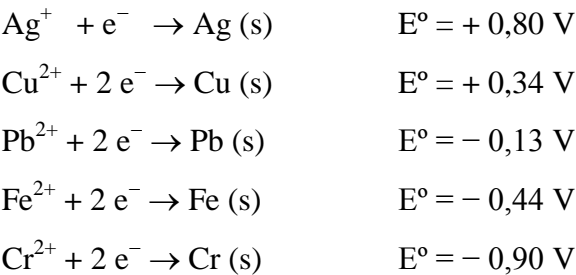 Ag⁺ + e⁻ → Ag (s) Eº = + 0,80 V
Cu²⁺ + 2 e⁻ → Cu (s) Eº = + 0,34 V
Pb²⁺ + 2 e⁻ → Pb (s) Eº = − 0,13 V
Fe²⁺ + 2 e⁻ → Fe (s) Eº = − 0,44 V
Cr²⁺ + 2 e⁻ → Cr (s) Eº = − 0,90 V